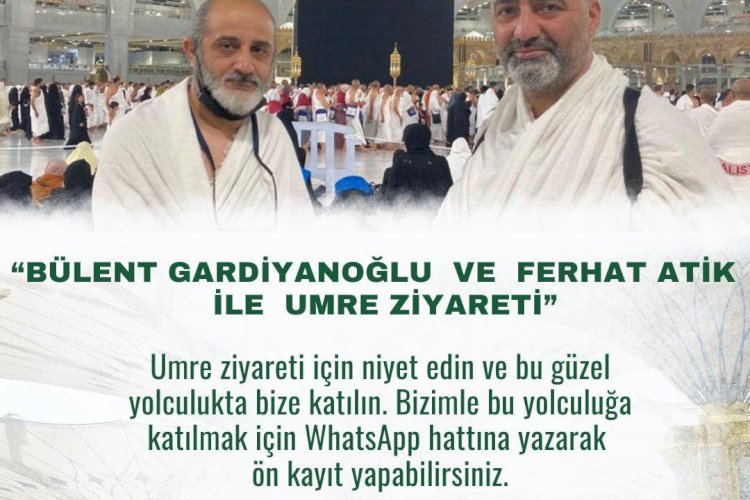 “BÜLENT GARDİYANOĞLU VE FERHAT ATİK
İLE UMRE ZİYARETİ”
Umre ziyareti için niyet edin ve bu güzel
yolculukta bize katılın. Bizimle bu yolculuğa
katılmak için WhatsApp hattına yazarak
ön kayıt yapabilirsiniz.